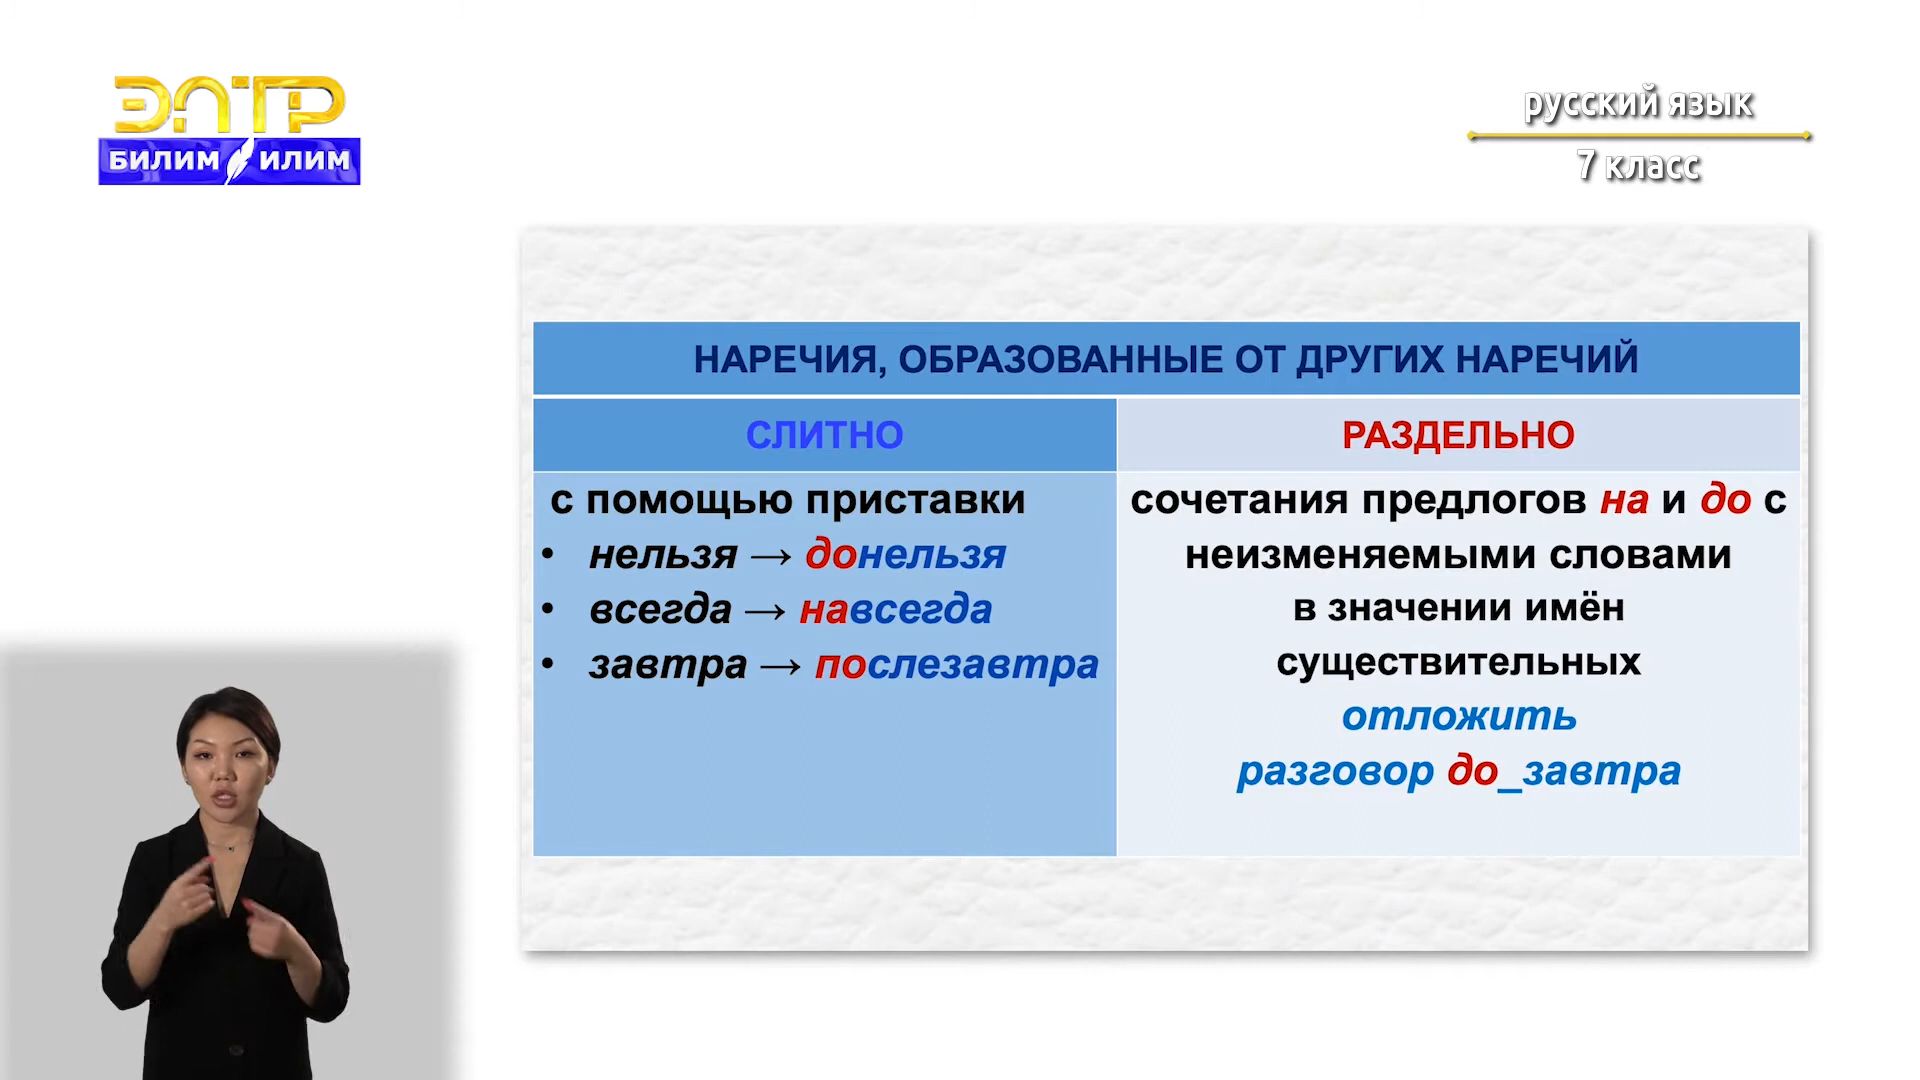 ЭЛТР
БИЛИМ ИЛИМ
русский язык
7 класс
НАРЕЧИЯ, ОБРАЗОВАННЫЕ ОТ ДРУГИХ НАРЕЧИЙ
СЛИТНО
с помощью приставки
• нельзя → донельзя
• всегда → навсегда
• завтра → послезавтра
РАЗДЕЛЬНО
сочетания предлогов на и до с
неизменяемыми словами
в значении имён
существительных
отложить
разговор до_завтра